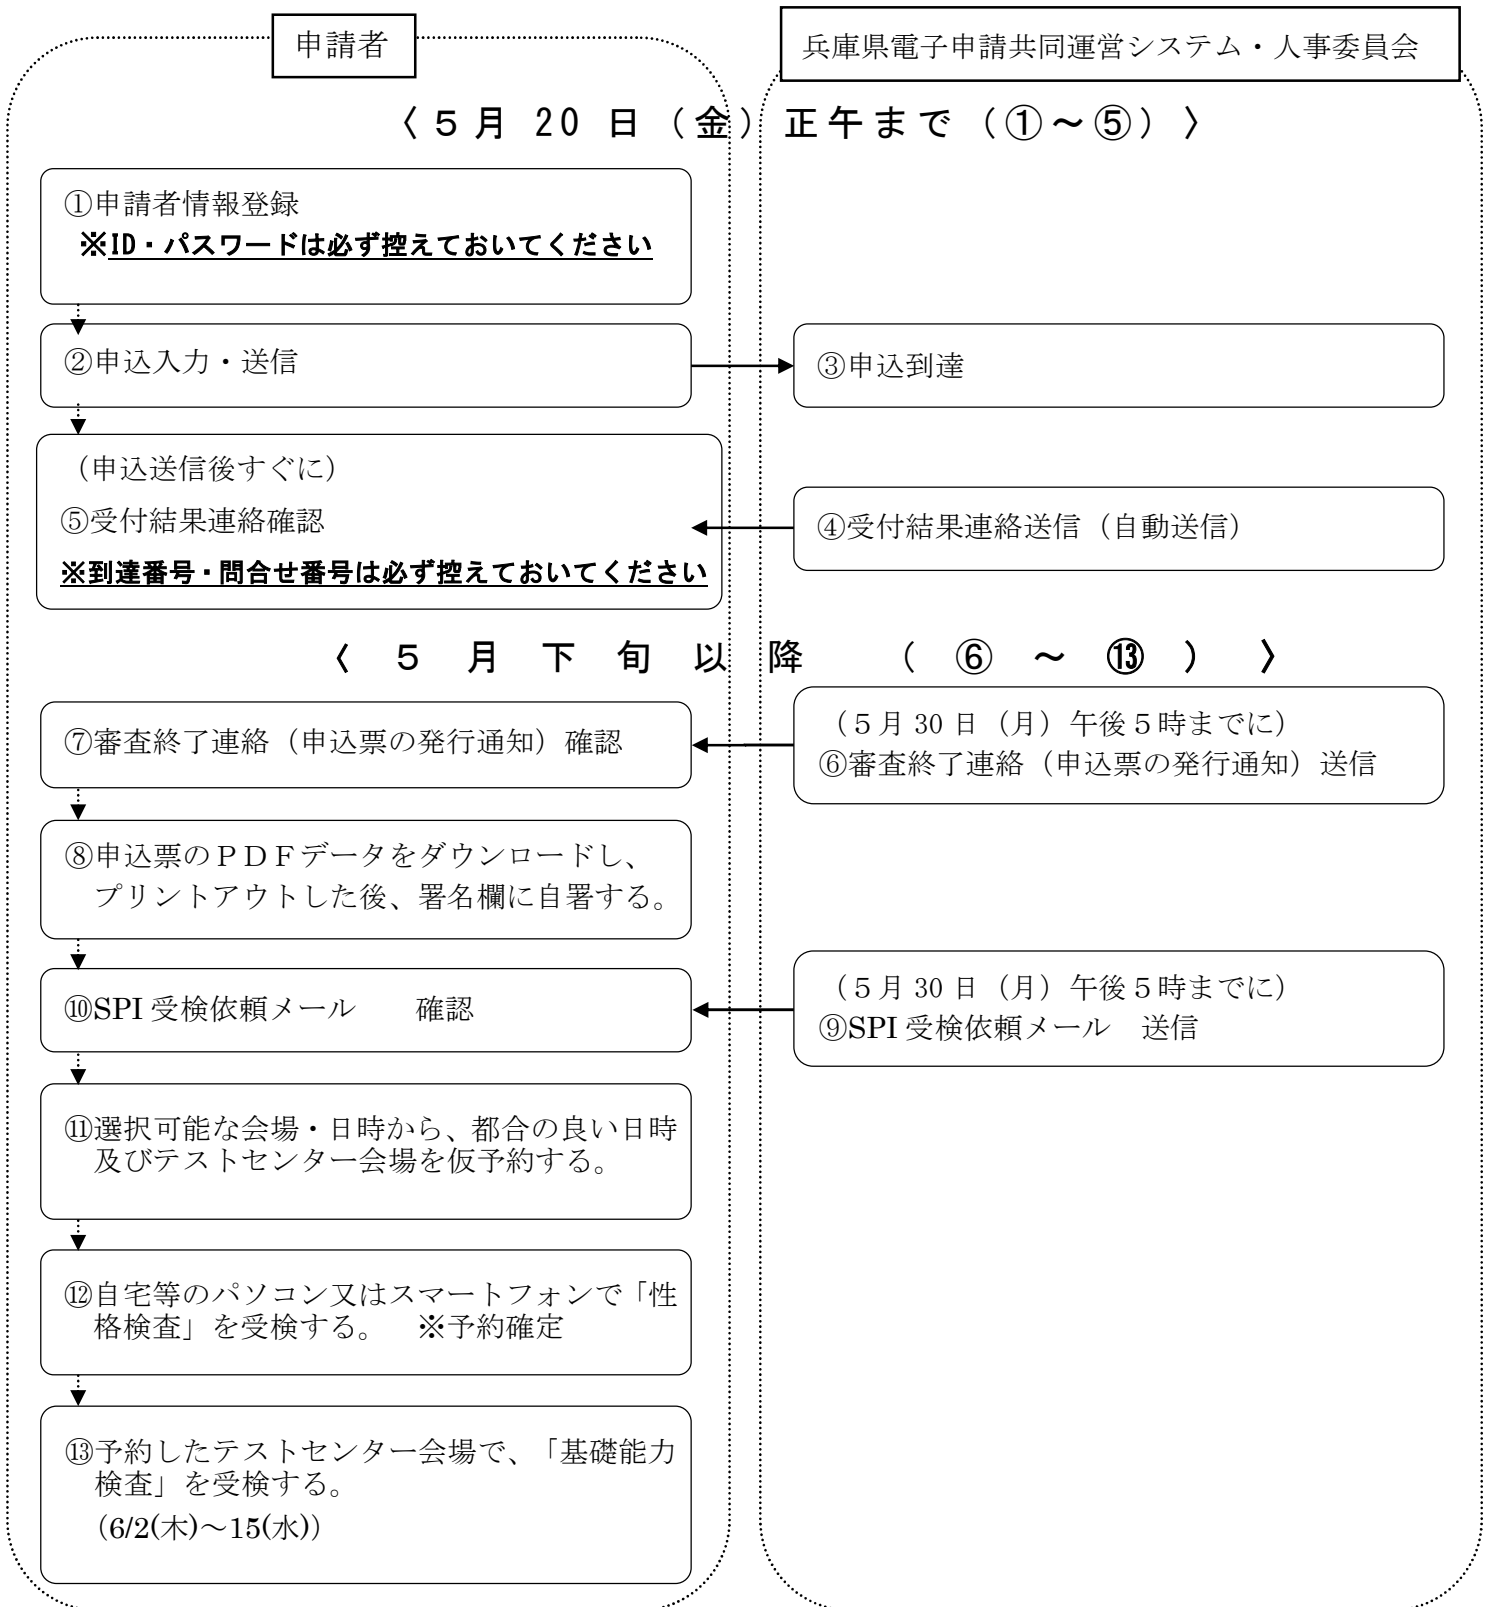 申請者
兵庫県電子申請共同運営システム・人事委員会
〈５月 20 日（金）正午まで（①～⑤）〉
①申請者情報登録
※ID・パスワードは必ず控えておいてください
②申込入力・送信
③申込到達
（申込送信後すぐに）
⑤受付結果連絡確認
※到達番号・問合せ番号は必ず控えておいてください
④受付結果連絡送信（自動送信）
〈５月下旬以降（⑥～⑬）〉
⑦審査終了連絡（申込票の発行通知）確認
（５月 30 日（月）午後５時までに）
⑥審査終了連絡（申込票の発行通知）送信
⑧申込票のＰＤＦデータをダウンロードし、
プリントアウトした後、署名欄に自署する。
⑩SPI 受検依頼メール　確認
（５月 30 日（月）午後５時までに）
⑨SPI 受検依頼メール　送信
⑪選択可能な会場・日時から、都合の良い日時
及びテストセンター会場を仮予約する。
⑫自宅等のパソコン又はスマートフォンで「性
格検査」を受検する。　※予約確定
⑬予約したテストセンター会場で、「基礎能力
検査」を受検する。
（6/2(木)～15(水)）